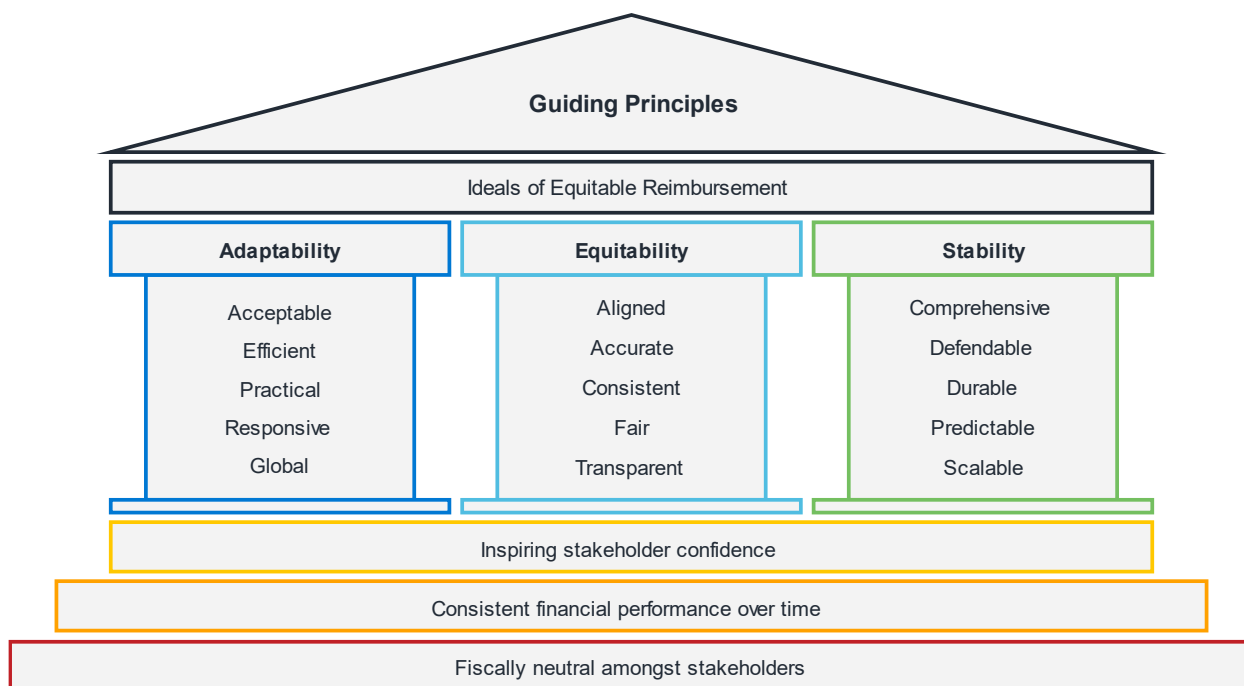 Guiding Principles
Ideals of Equitable Reimbursement
Adaptability
Acceptable
Efficient
Practical
Responsive
Global
Equitability
Aligned
Accurate
Consistent
Fair
Transparent
Stability
Comprehensive
Defendable
Durable
Predictable
Scalable
Inspiring stakeholder confidence
Consistent financial performance over time
Fiscally neutral amongst stakeholders